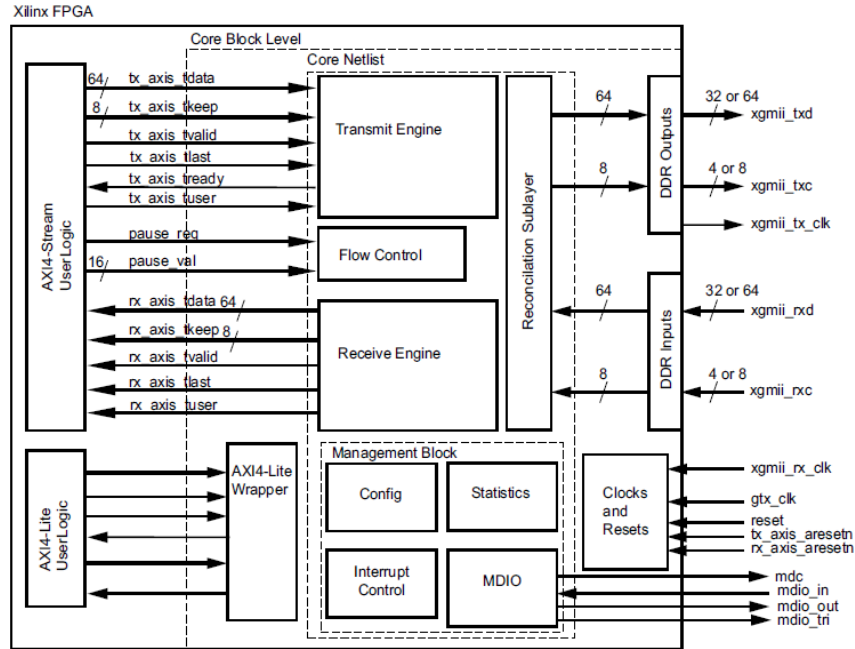 Xilinx FPGA
Core Block Level
Core Netlist
AXI4-Stream
UserLogic
64
tx_axis_tdata
8
tx_axis_tkeep
tx_axis_tvalid
tx_axis_tlast
tx_axis_tready
tx_axis_tuser
pause_req
16
pause_val
rx_axis_tdata 64
rx_axis_tkeep 8
rx_axis_tvalid
rx_axis_tlast
rx_axis_tuser
Transmit Engine
Flow Control
Receive Engine
Reconciliation Sublayer
64
8
64
8
DDR Outputs
DDR Inputs
32 or 64
xgmii_txd
4 or 8
xgmii_txc
xgmii_tx_clk
32 or 64
xgmii_rxd
4 or 8
xgmii_rxc
AXI4-Lite
UserLogic
AXI4-Lite
Wrapper
Management Block
Config
Statistics
Interrupt
Control
MDIO
Clocks
and
Resets
xgmii_rx_clk
gtx_clk
reset
tx_axis_aresetn
rx_axis_aresetn
mdc
mdio_in
mdio_out
mdio_tri